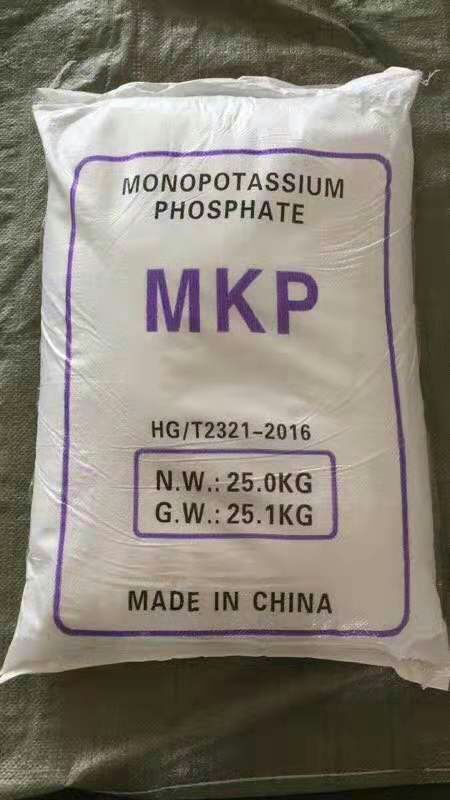 MONOPOTASSIUM
PHOSPHATE
MKP
HG/T2321-2016
N.W.: 25.0KG
G.W.: 25.1KG
MADE IN CHINA